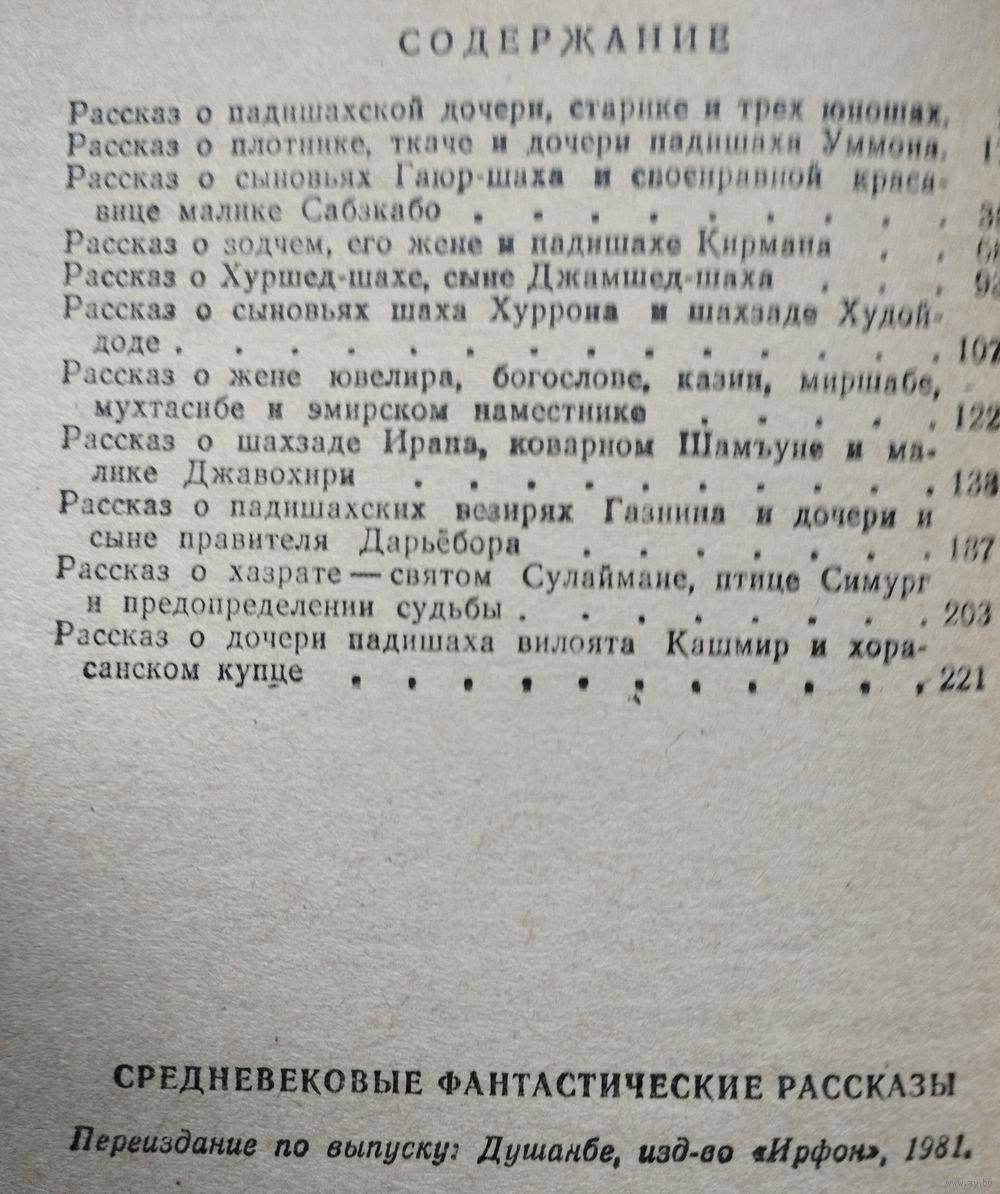 СОДЕРЖАНИЕ
Рассказ о падишахской дочери, старике и трех юношах.
Рассказ о плотнике, ткаче и дочери падишаха Уммона.
Рассказ о сыновьях Гаюр-шаха и своенравной краса-
вице малике Сабзкабо . . . . . . . . .
Рассказ о зодчем, его жене и падишахе Кирмана . .
Рассказ о Хуршед-шахе, сыне Джамшед-шаха . . .
Рассказ о сыновьях шаха Хуррона и шахзаде Худой-
доде . . . . . . . . . . . . . . 107
Рассказ о жене ювелира, богослове, казии, миршабе,
мухтасибе и эмирском наместнике . . . . . 122
Рассказ о шахзаде Ирана, коварном Шамъуне и ма-
лике Джавохири . . . . . . . . . . 138
Рассказ о падишахских везирях Газнина и дочери и
сыне правителя Дарьёбора . . . . . . . 187
Рассказ о хазрате — святом Сулаймане, птице Симург
и предопределении судьбы . . . . . . . . 203
Рассказ о дочери падишаха вилоята Кашмир и хора-
санском купце . . . . . . . . . . . 221
СРЕДНЕВЕКОВЫЕ ФАНТАСТИЧЕСКИЕ РАССКАЗЫ
Переиздание по выпуску: Душанбе, изд-во «Ирфон», 1981.
www.ay.by